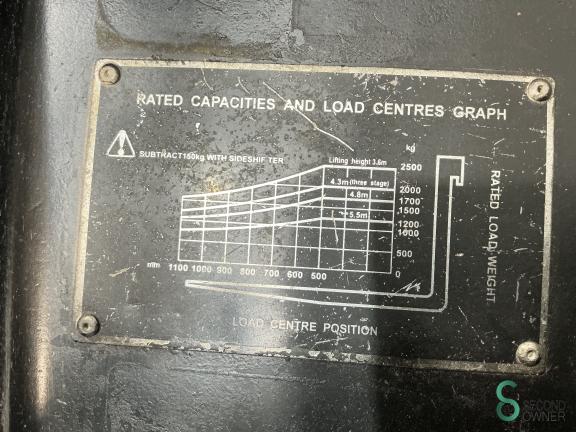 RATED CAPACITIES AND LOAD CENTRES GRAPH
kg
SUBTRACT150kg WITH SIDESHIFTER
Lifting height 3.6m
2500
4.3m(three stage)
2000
4.8m
1700
1500
5.5m
1200
1000
500
0
mm 1100 1000 900 800 700 600 500
RATED LOAD WEIGHT
LOAD CENTRE POSITION
SECOND
OWNER